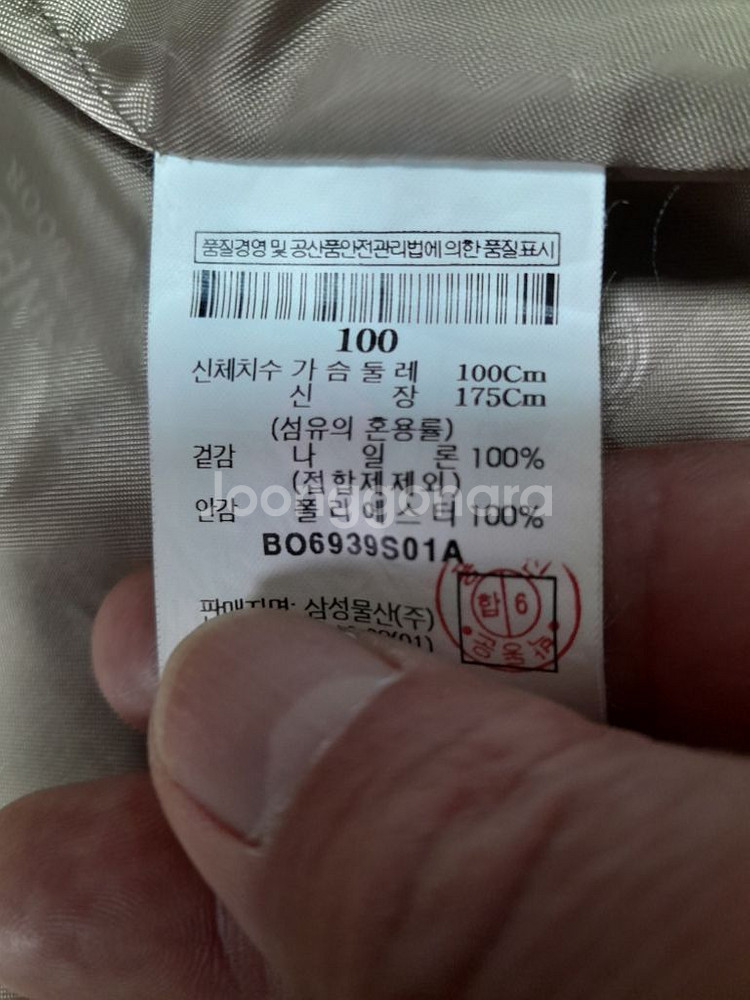 품질경영 및 공산품안전관리법에 의한 품질표시
100
신체치수 가 슴 둘 레 100Cm
신 장 175Cm
(섬유의 혼용률)
겉감 나 일 론 100%
(접합제제외)
안감 폴리에스터 100%
joonggonara
BO6939S01A
합 6
삼성물산(주)